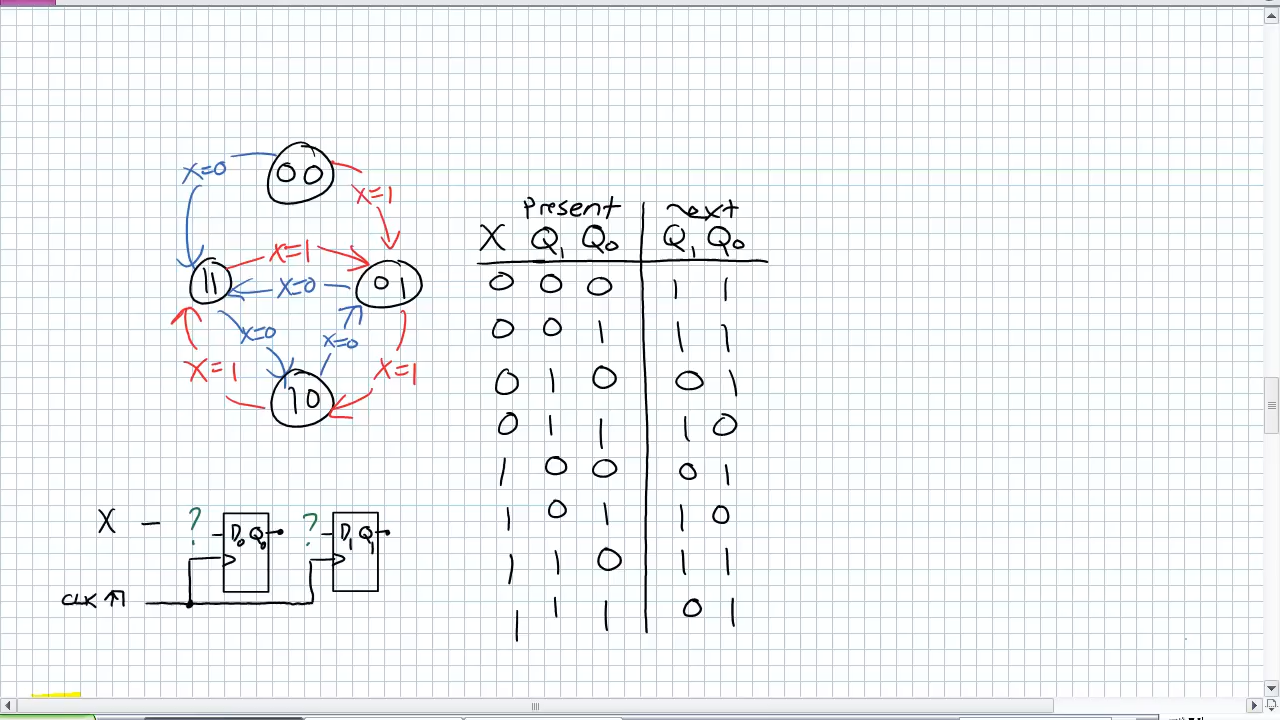 00
X=0
X=1
X=1
11
X=0
01
X=0
X=0
X=1
X=1
10
Present next
X Q₁ Q₀ Q₁ Q₀
0 0 0 1 1
0 0 1 1 1
0 1 0 0 1
0 1 1 1 0
1 0 0 0 1
1 0 1 1 0
1 1 0 1 1
1 1 1 0 1
X - ? D₀ Q₀ ? D₁ Q₁
CLK ↑